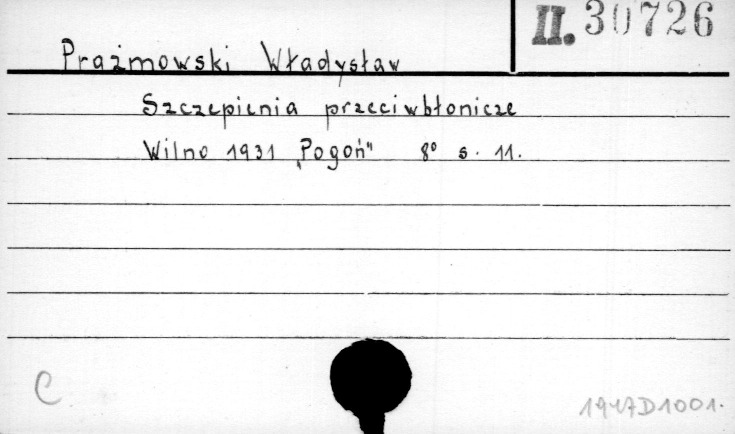 II. 30726
Prażmowski Władysław
Szczepienia przeciwbłonicze
Wilno 1931 „Pogoń" 8° s. 11.
C
1947D1001.